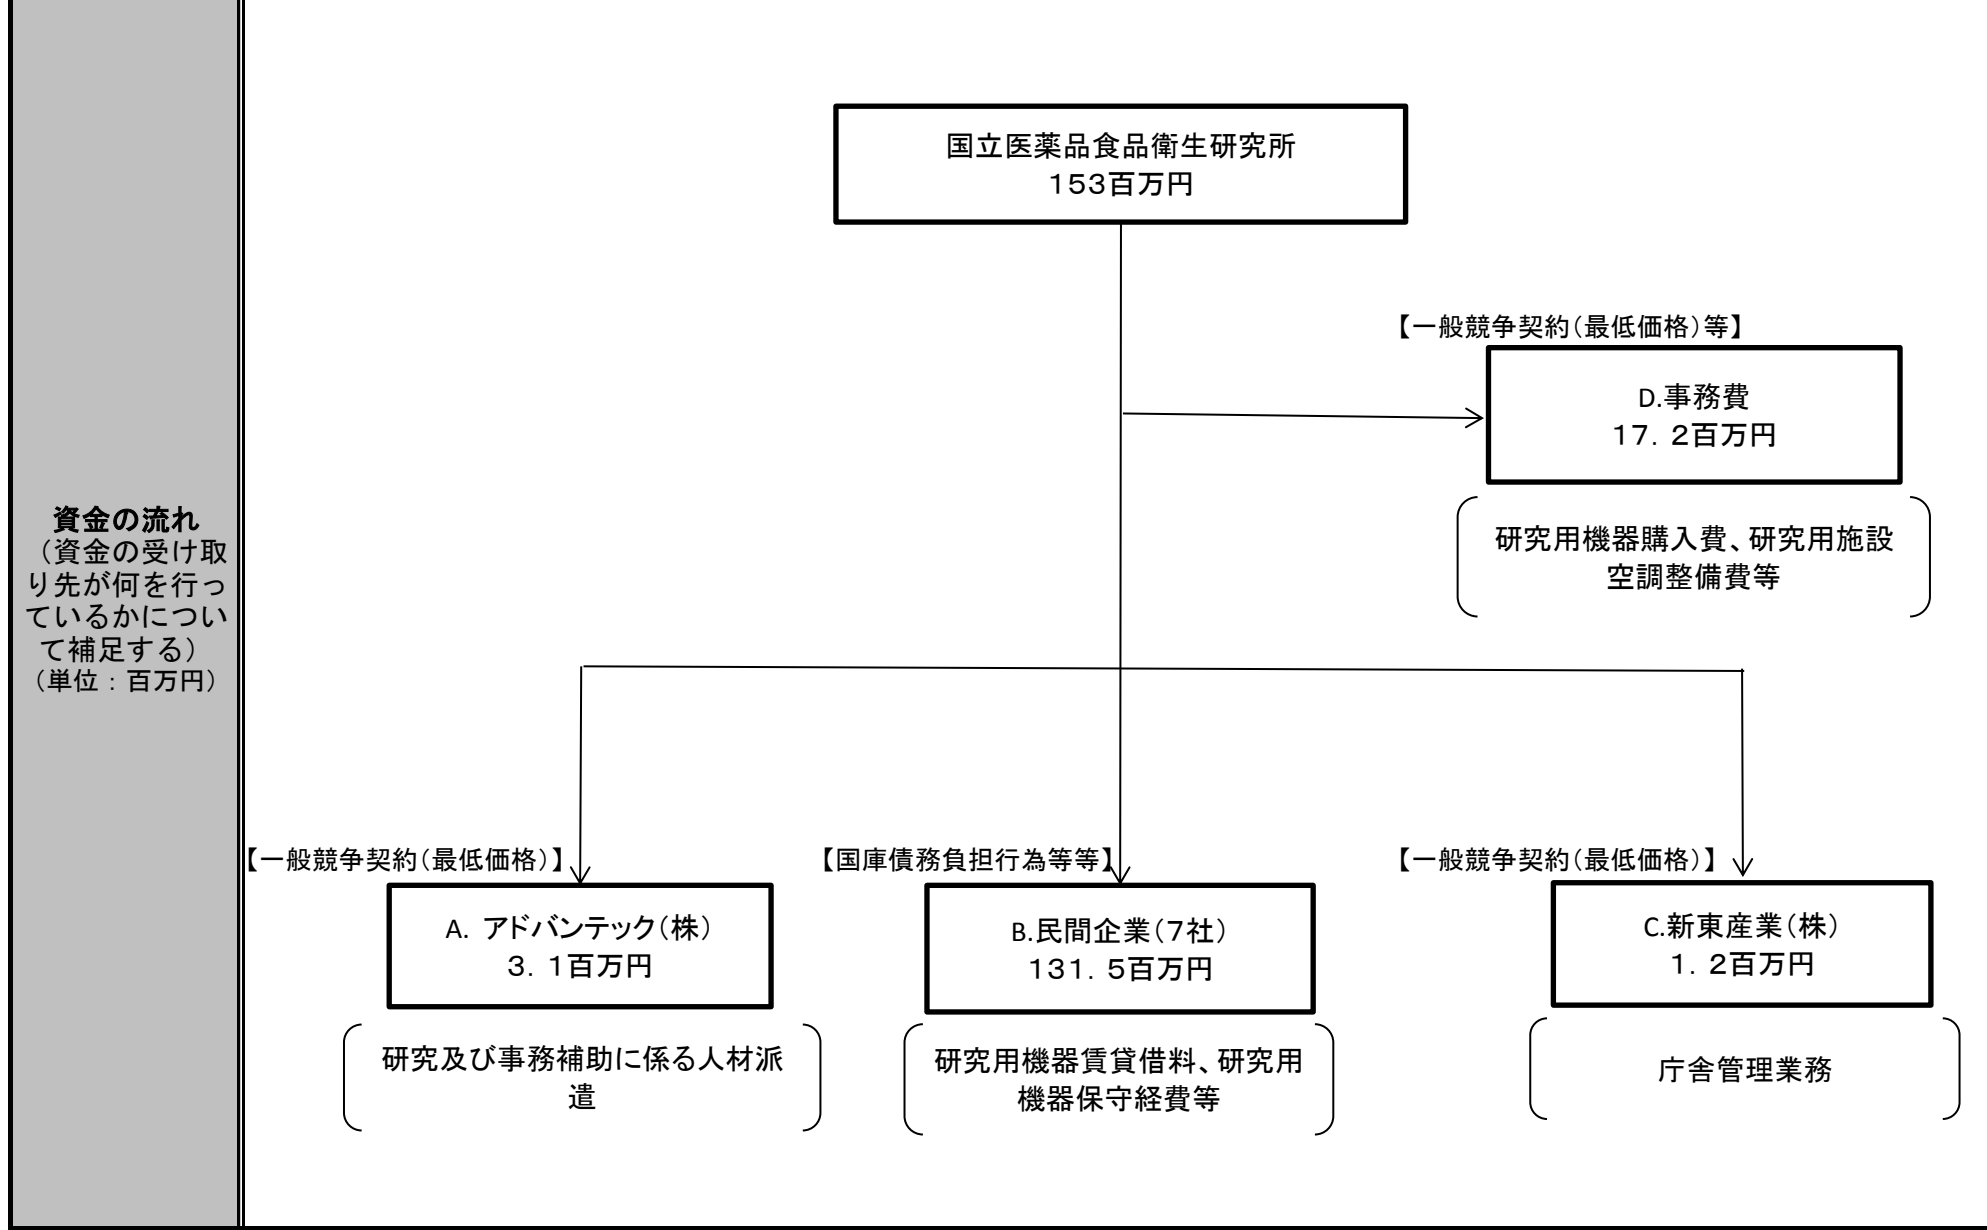 資金の流れ
（資金の受け取
り先が何を行っ
ているかについ
て補足する）
（単位：百万円）
国立医薬品食品衛生研究所
１５３百万円
【一般競争契約（最低価格）等】
D.事務費
１７．２百万円
研究用機器購入費、研究用施設
空調整備費等
【一般競争契約（最低価格）】
A. アドバンテック（株）
３．１百万円
研究及び事務補助に係る人材派
遣
【国庫債務負担行為等等】
B.民間企業（７社）
１３１．５百万円
研究用機器賃貸借料、研究用
機器保守経費等
【一般競争契約（最低価格）】
C.新東産業（株）
１．２百万円
庁舎管理業務